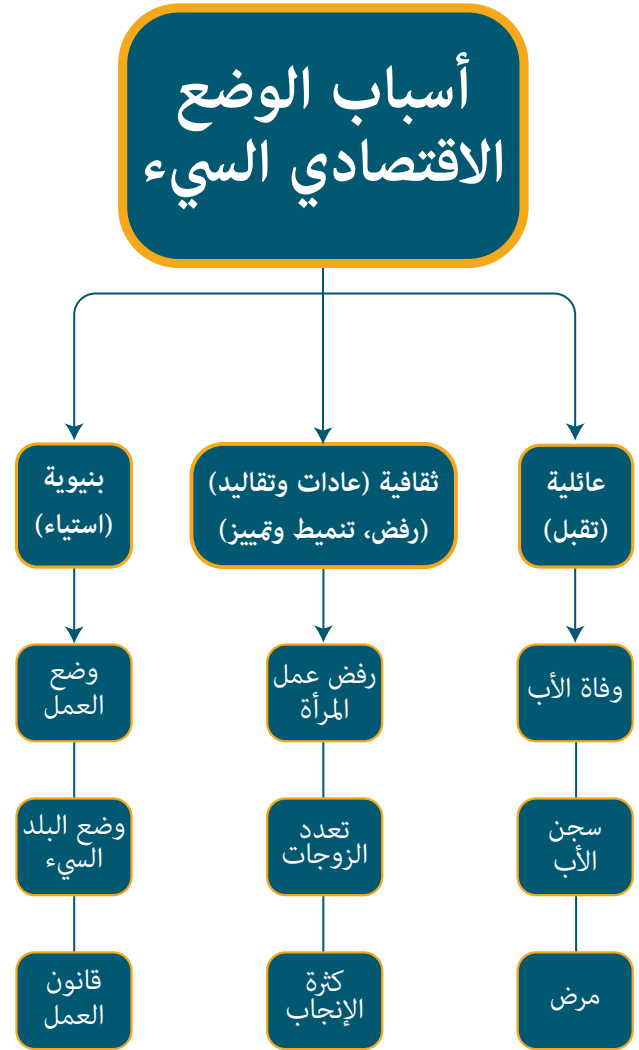 أسباب الوضع
الاقتصادي السيء
عائلية
(تقبل)
ثقافية (عادات وتقاليد)
(رفض، تنميط وتمييز)
بنيوية
(استياء)
وفاة الأب
رفض عمل
المرأة
وضع
العمل
سجن
الأب
تعدد
الزوجات
وضع البلد
السيء
مرض
كثرة
الإنجاب
قانون
العمل